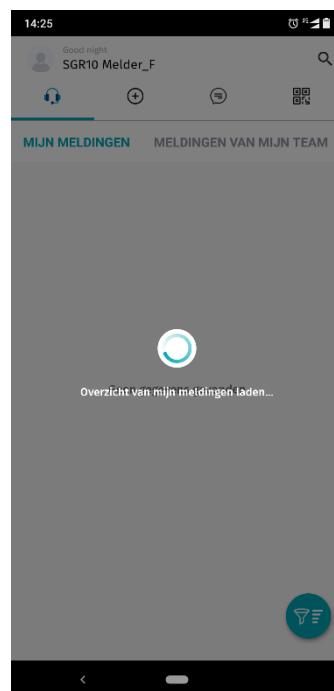 14:25
Good night
SGR10 Melder_F
MIJN MELDINGEN MELDINGEN VAN MIJN TEAM
Overzicht van mijn meldingen laden...